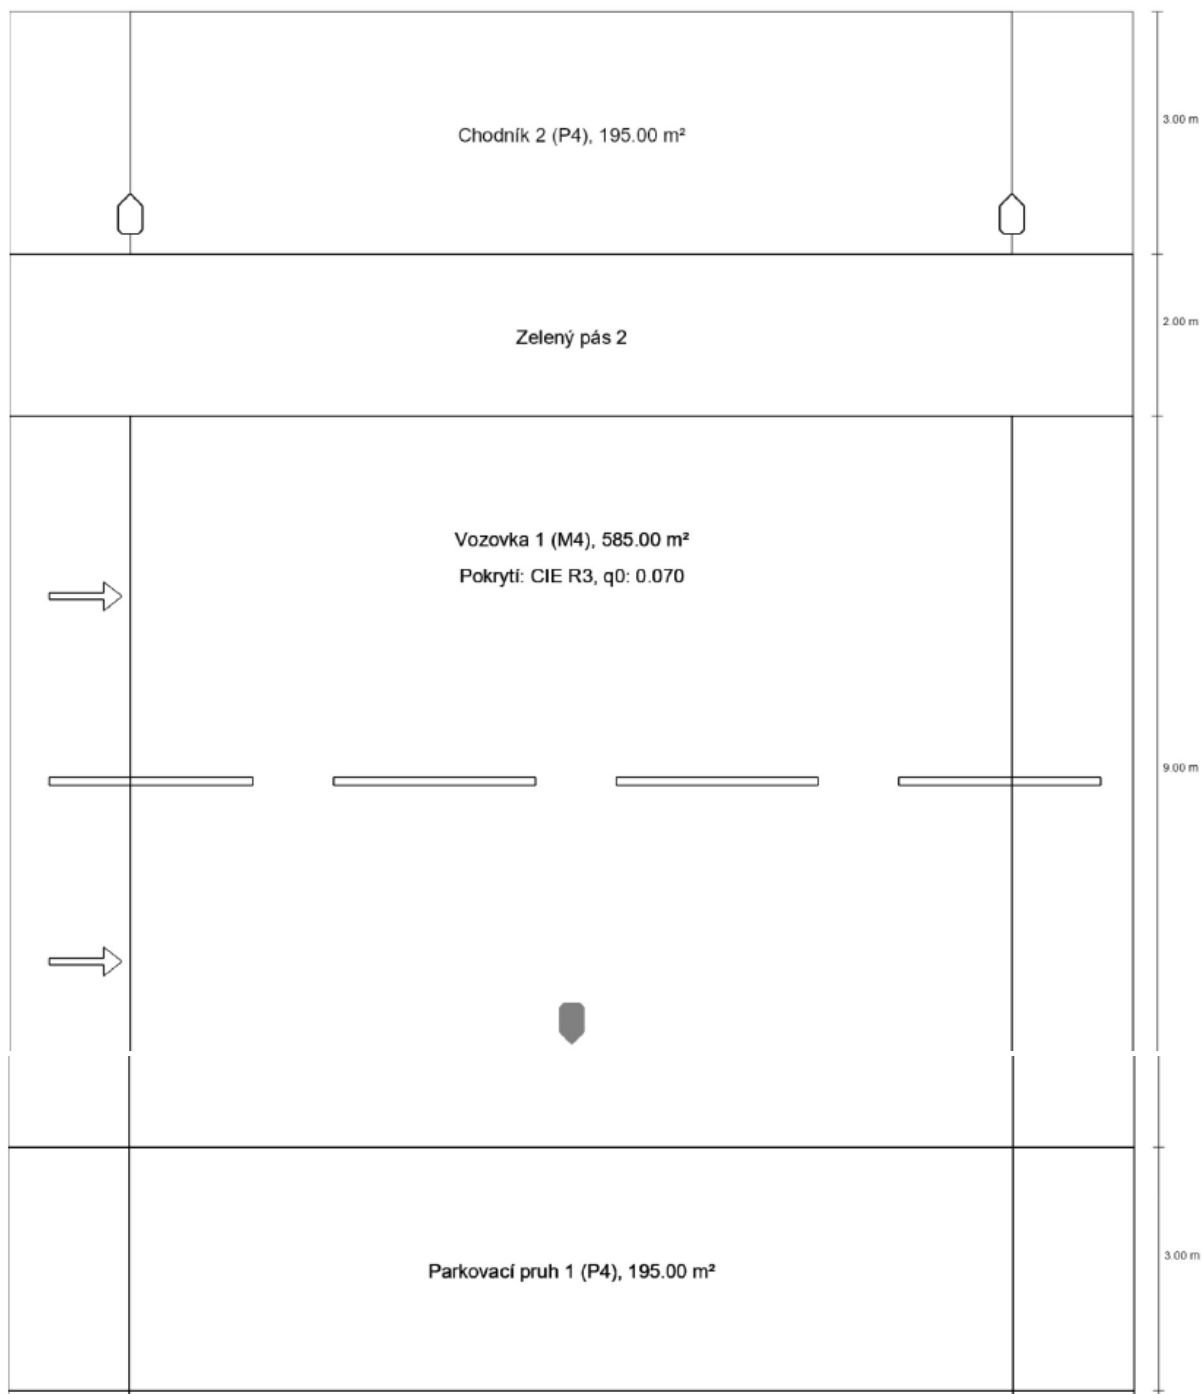 Chodník 2 (P4), 195.00 m²
3.00 m
Zelený pás 2
2.00 m
Vozovka 1 (M4), 585.00 m²
Pokrytí: CIE R3, q0: 0.070
9.00 m
Parkovací pruh 1 (P4), 195.00 m²
3.00 m